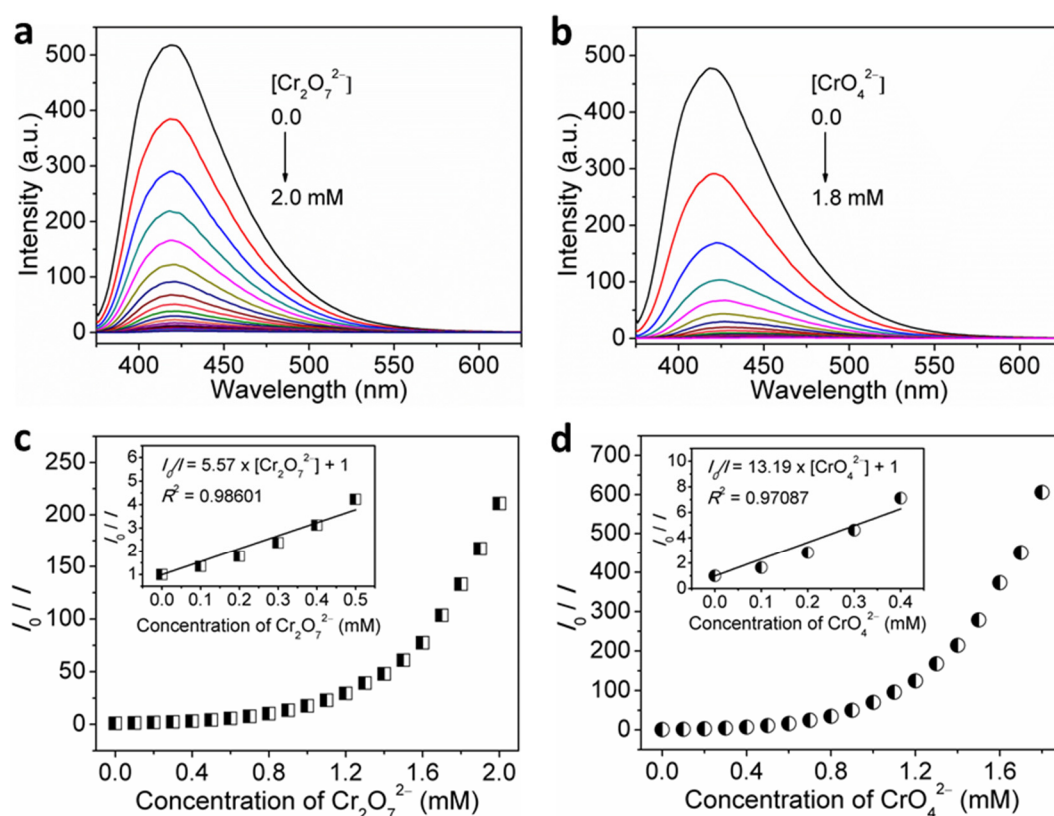 a
[Cr₂O₇²⁻]
0.0
2.0 mM
500
400
300
200
100
0
Intensity (a.u.)
400 450 500 550 600
Wavelength (nm)
b
[CrO₄²⁻]
0.0
1.8 mM
500
400
300
200
100
0
Intensity (a.u.)
400 450 500 550 600
Wavelength (nm)
c
250
225
200
175
150
125
100
75
50
25
0
I₀ / I
I₀/I = 5.57 x [Cr₂O₇²⁻] + 1
R² = 0.98601
6
5
4
3
2
1
I₀ / I
0.0 0.1 0.2 0.3 0.4 0.5
Concentration of Cr₂O₇²⁻ (mM)
0.0 0.4 0.8 1.2 1.6 2.0
Concentration of Cr₂O₇²⁻ (mM)
d
700
600
500
400
300
200
100
0
I₀ / I
I₀/I = 13.19 x [CrO₄²⁻] + 1
R² = 0.97087
10
8
6
4
2
0
I₀ / I
0.0 0.1 0.2 0.3 0.4
Concentration of CrO₄²⁻ (mM)
0.0 0.4 0.8 1.2 1.6
Concentration of CrO₄²⁻ (mM)